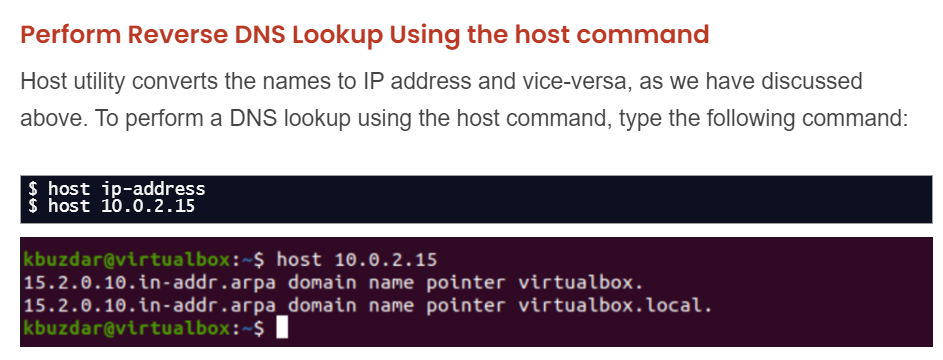 Perform Reverse DNS Lookup Using the host command
Host utility converts the names to IP address and vice-versa, as we have discussed
above. To perform a DNS lookup using the host command, type the following command:
$ host ip-address
$ host 10.0.2.15
kbuzdar@virtualbox:~$ host 10.0.2.15
15.2.0.10.in-addr.arpa domain name pointer virtualbox.
15.2.0.10.in-addr.arpa domain name pointer virtualbox.local.
kbuzdar@virtualbox:~$